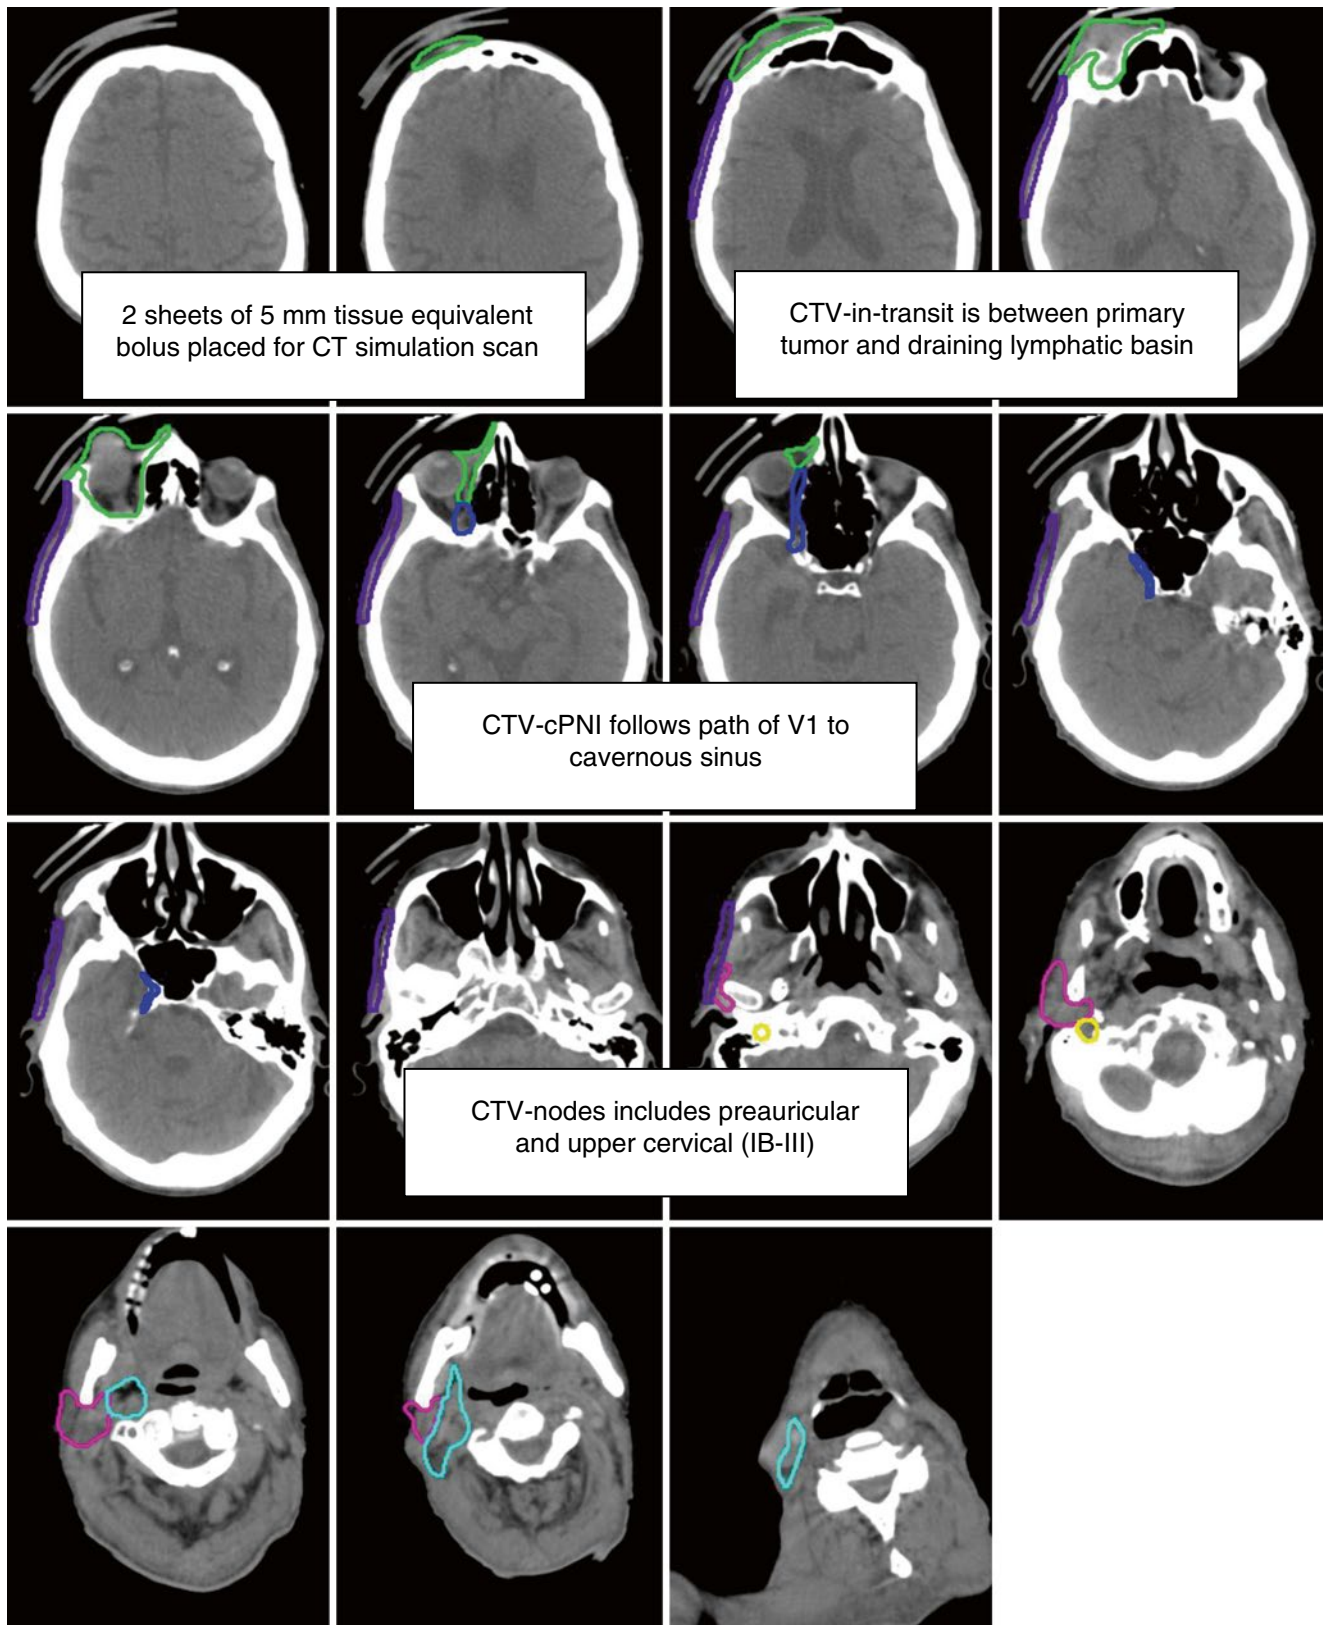 2 sheets of 5 mm tissue equivalent
bolus placed for CT simulation scan
CTV-in-transit is between primary
tumor and draining lymphatic basin
CTV-cPNI follows path of V1 to
cavernous sinus
CTV-nodes includes preauricular
and upper cervical (IB-III)